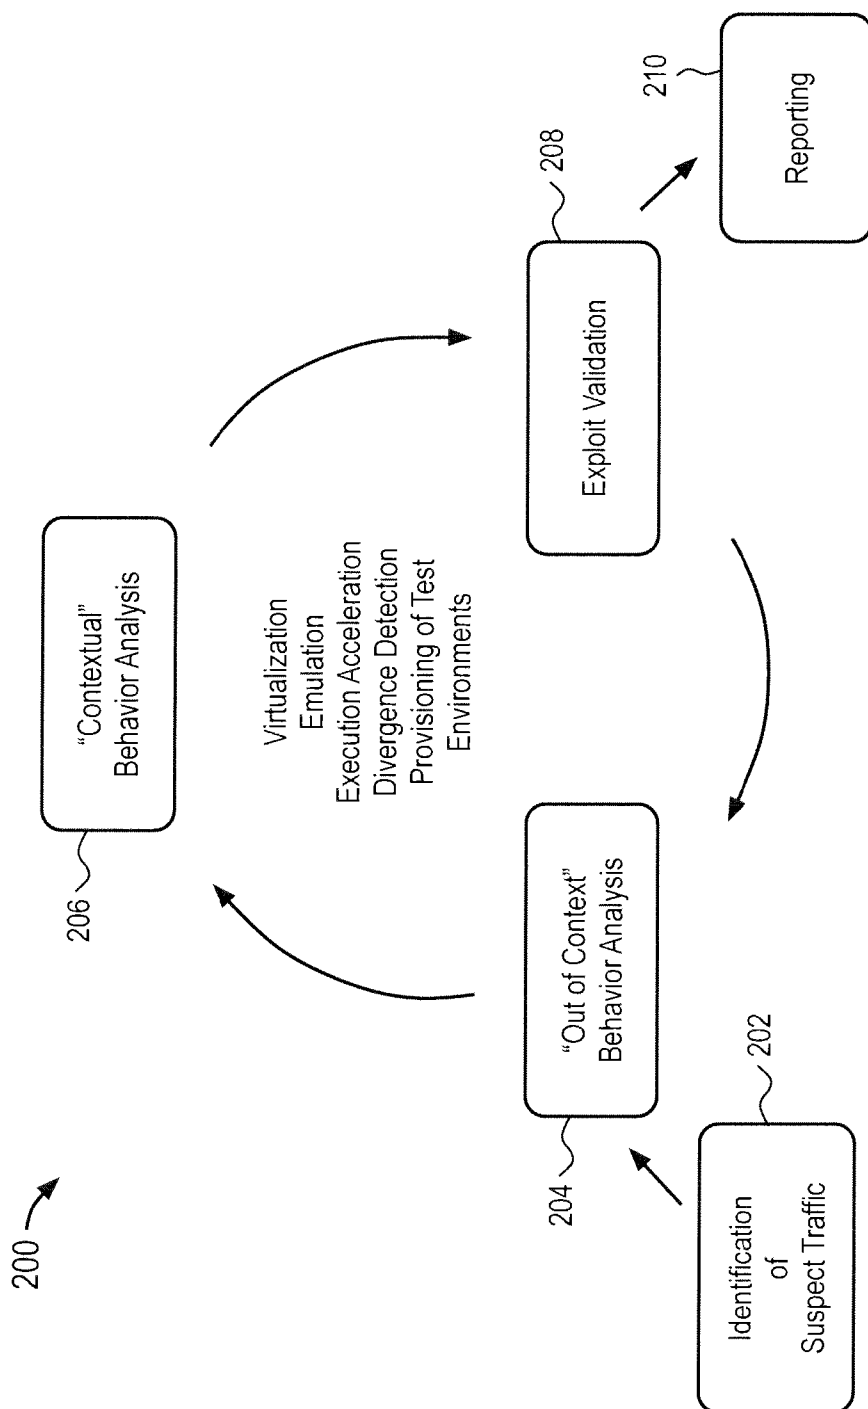 200
206
"Contextual"
Behavior Analysis
Virtualization
Emulation
Execution Acceleration
Divergence Detection
Provisioning of Test
Environments
204
"Out of Context"
Behavior Analysis
208
Exploit Validation
202
Identification
of
Suspect Traffic
210
Reporting